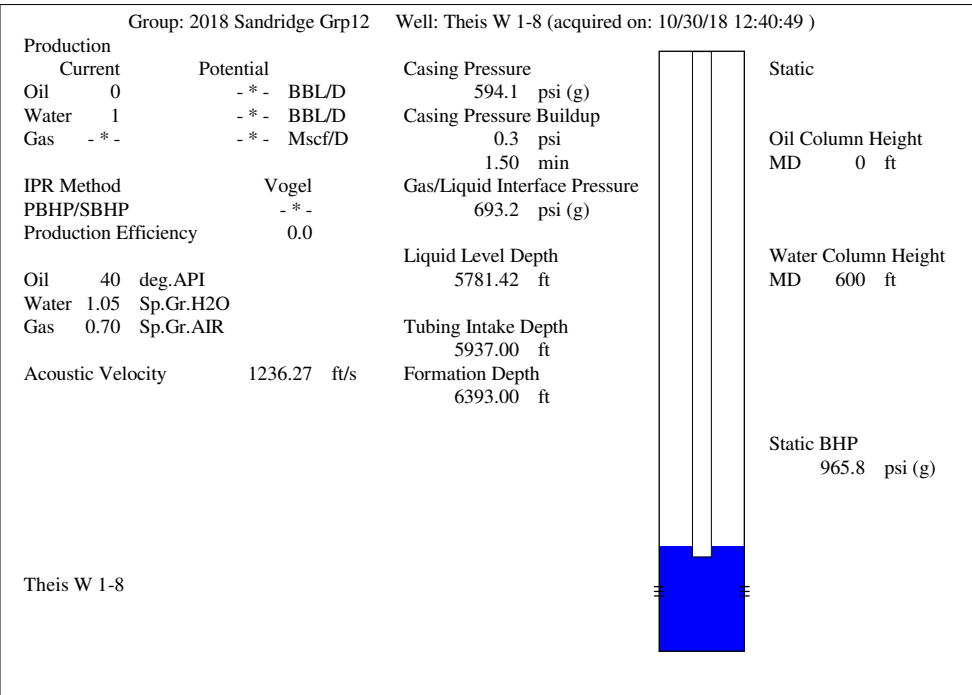 Group: 2018 Sandridge Grp12 Well: Theis W 1-8 (acquired on: 10/30/18 12:40:49 )
Production
Current Potential
Oil 0 - * - BBL/D
Water 1 - * - BBL/D
Gas - * - - * - Mscf/D
IPR Method Vogel
PBHP/SBHP - * -
Production Efficiency 0.0
Oil 40 deg.API
Water 1.05 Sp.Gr.H2O
Gas 0.70 Sp.Gr.AIR
Acoustic Velocity 1236.27 ft/s
Casing Pressure
594.1 psi (g)
Casing Pressure Buildup
0.3 psi
1.50 min
Gas/Liquid Interface Pressure
693.2 psi (g)
Liquid Level Depth
5781.42 ft
Tubing Intake Depth
5937.00 ft
Formation Depth
6393.00 ft
Static
Oil Column Height
MD 0 ft
Water Column Height
MD 600 ft
Static BHP
965.8 psi (g)
Theis W 1-8